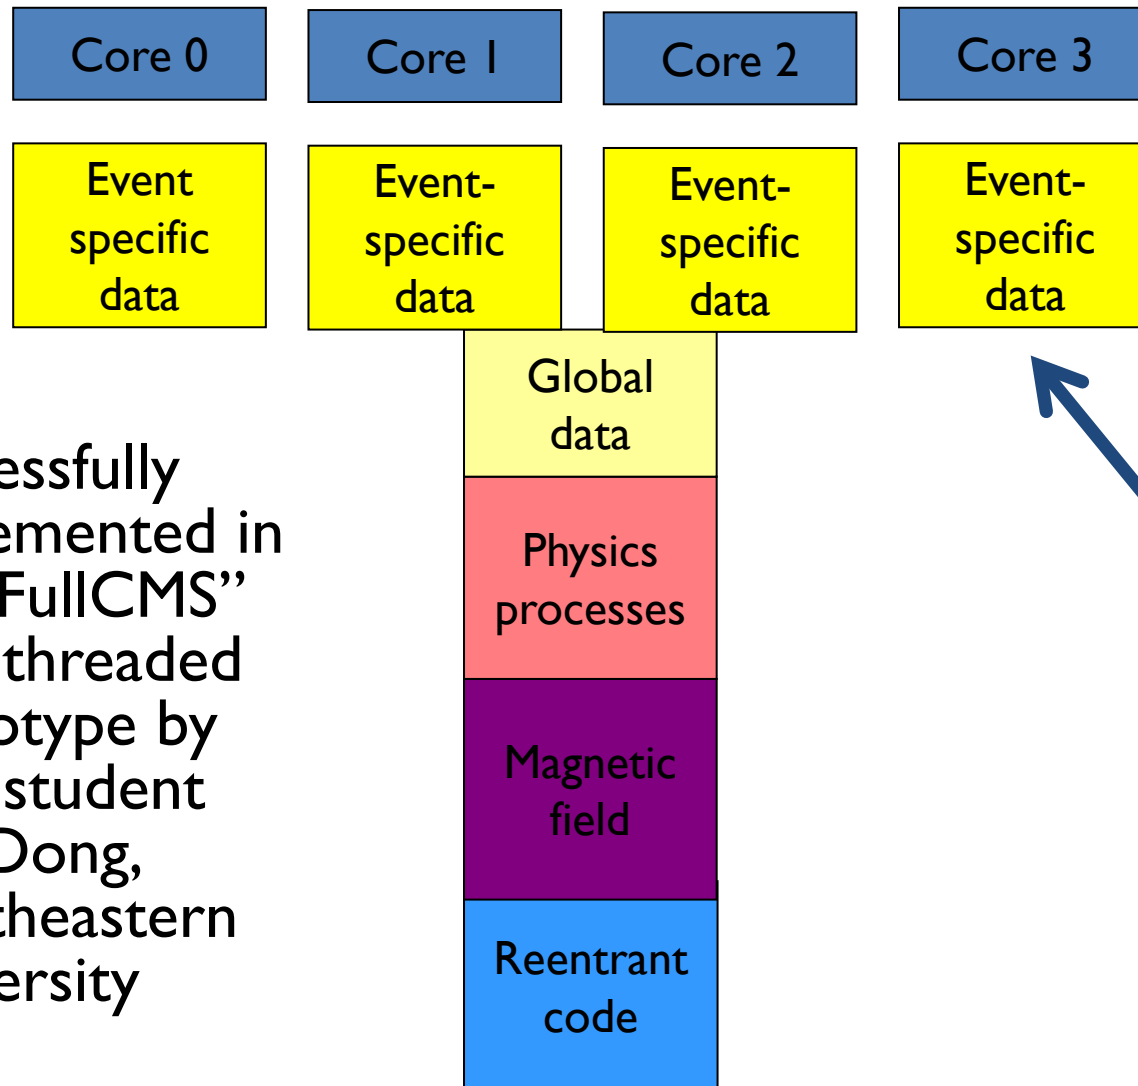 Core 0
Core 1
Core 2
Core 3
Event
specific
data
Event-
specific
data
Event-
specific
data
Event-
specific
data
Global
data
Physics
processes
Magnetic
field
Reentrant
code
essfully
emented in
FullCMS”
threaded
otype by
student
Dong,
theastern
ersity